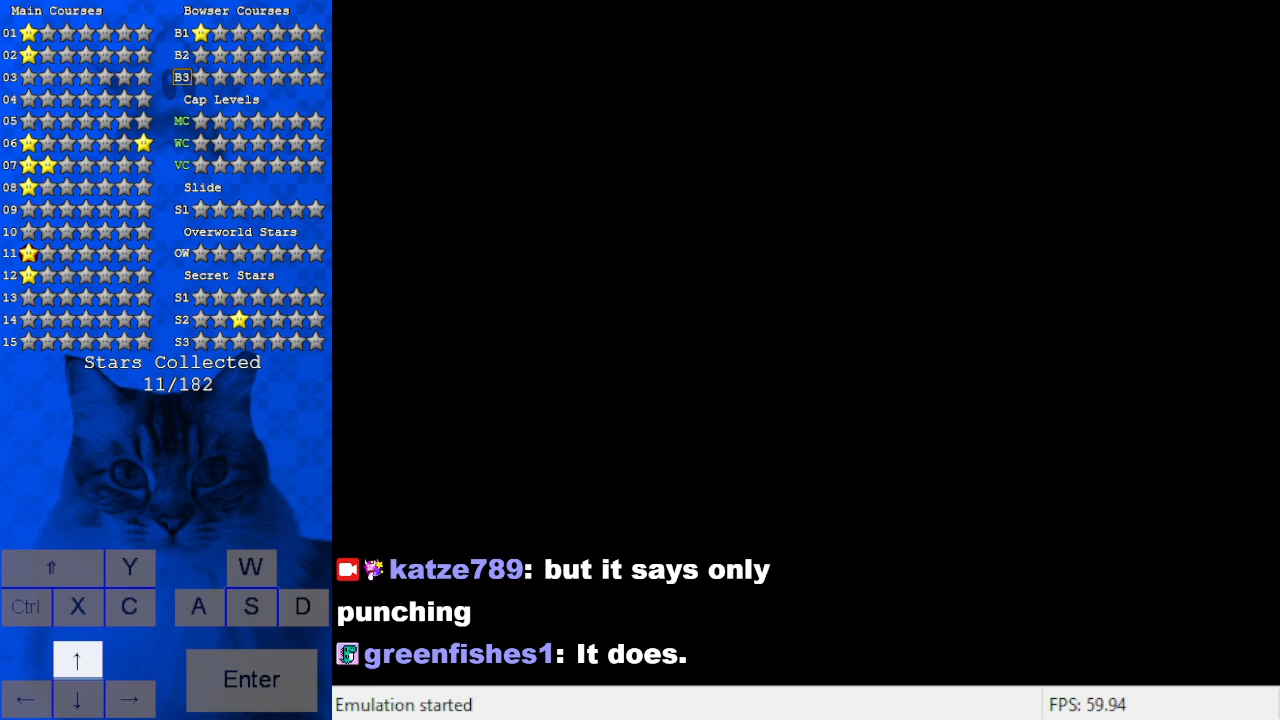 Main Courses
01
02
03
04
05
06
07
08
09
10
11
12
13
14
15
Bowser Courses
B1
B2
B3
Cap Levels
MC
WC
VC
Slide
S1
Overworld Stars
OW
Secret Stars
S1
S2
S3
Stars Collected
11/182
⇑ Y W
Ctrl X C A S D
↑
← ↓ → Enter
katze789: but it says only
punching
greenfishes1: It does.
Emulation started
FPS: 59.94